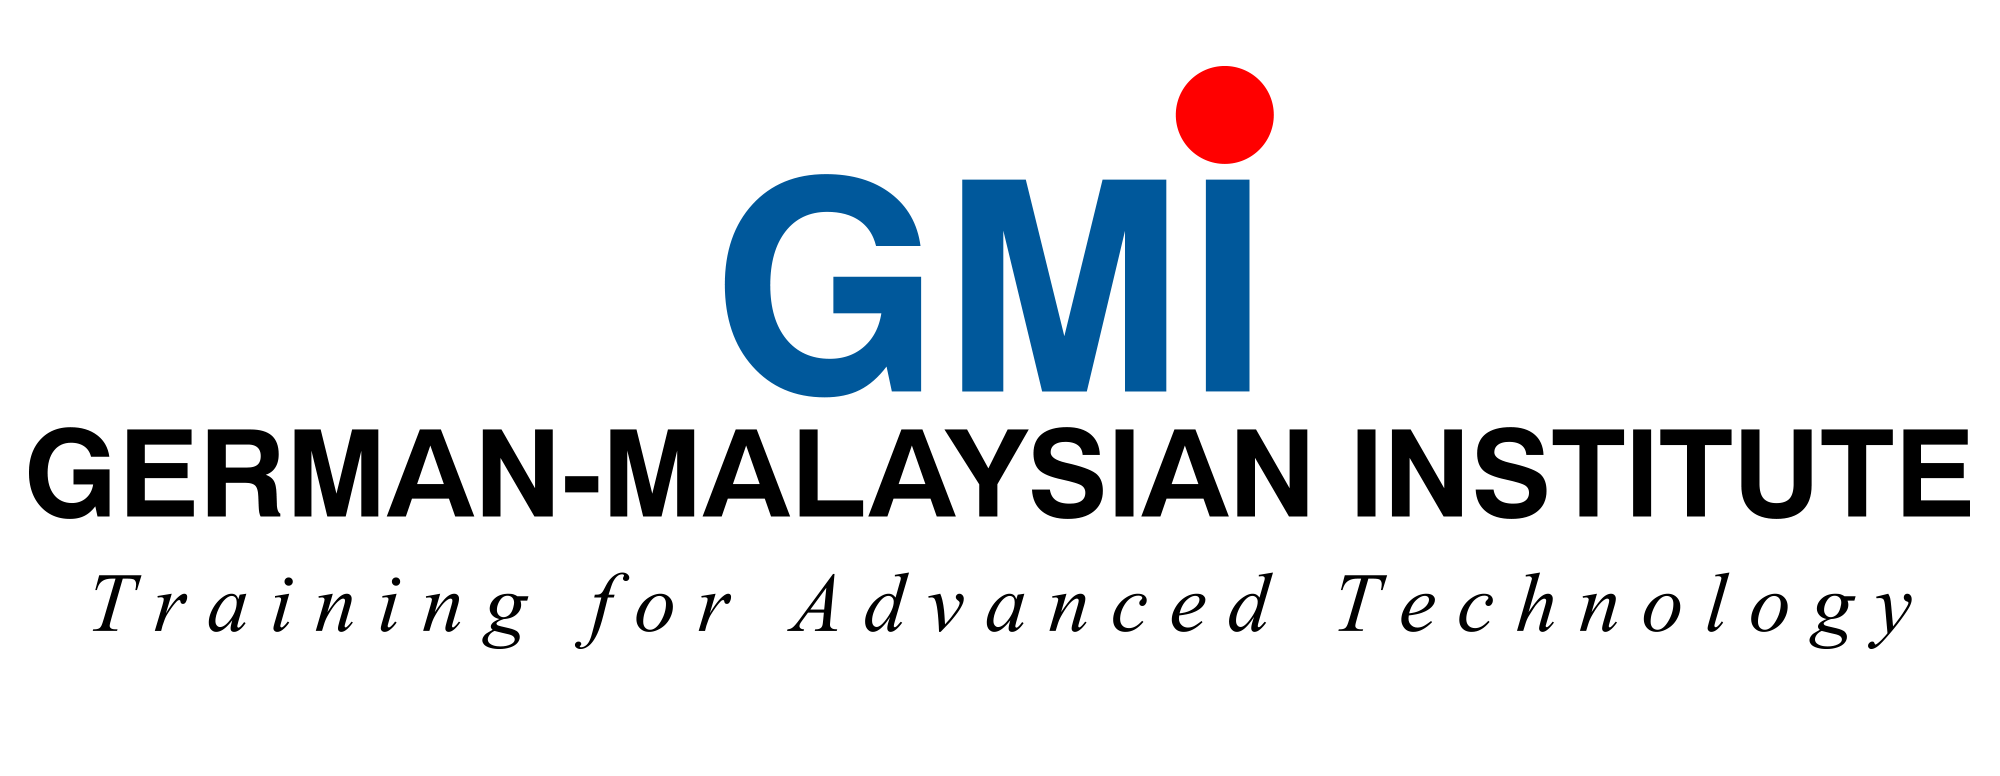 GMi
GERMAN-MALAYSIAN INSTITUTE
Training for Advanced Technology